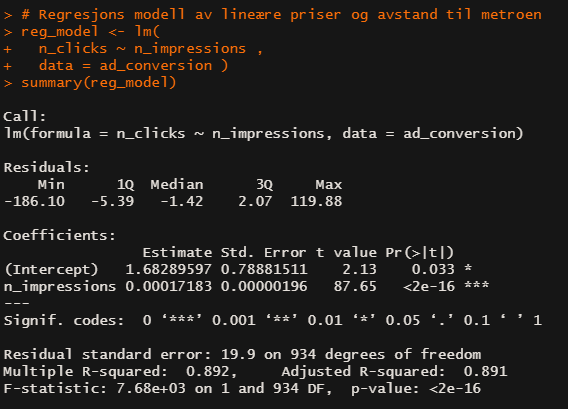 > # Regresjons modell av lineære priser og avstand til metroen
> reg_model <- lm(
+   n_clicks ~ n_impressions ,
+   data = ad_conversion )
> summary(reg_model)

Call:
lm(formula = n_clicks ~ n_impressions, data = ad_conversion)

Residuals:
    Min      1Q  Median      3Q     Max
-186.10   -5.39   -1.42    2.07  119.88

Coefficients:
               Estimate Std. Error t value Pr(>|t|)
(Intercept)   1.68289597 0.78881511    2.13    0.033 *
n_impressions 0.00017183 0.00000196   87.65   <2e-16 ***
---
Signif. codes:  0 ‘***’ 0.001 ‘**’ 0.01 ‘*’ 0.05 ‘.’ 0.1 ‘ ’ 1

Residual standard error: 19.9 on 934 degrees of freedom
Multiple R-squared:  0.892,     Adjusted R-squared:  0.891
F-statistic: 7.68e+03 on 1 and 934 DF,  p-value: <2e-16